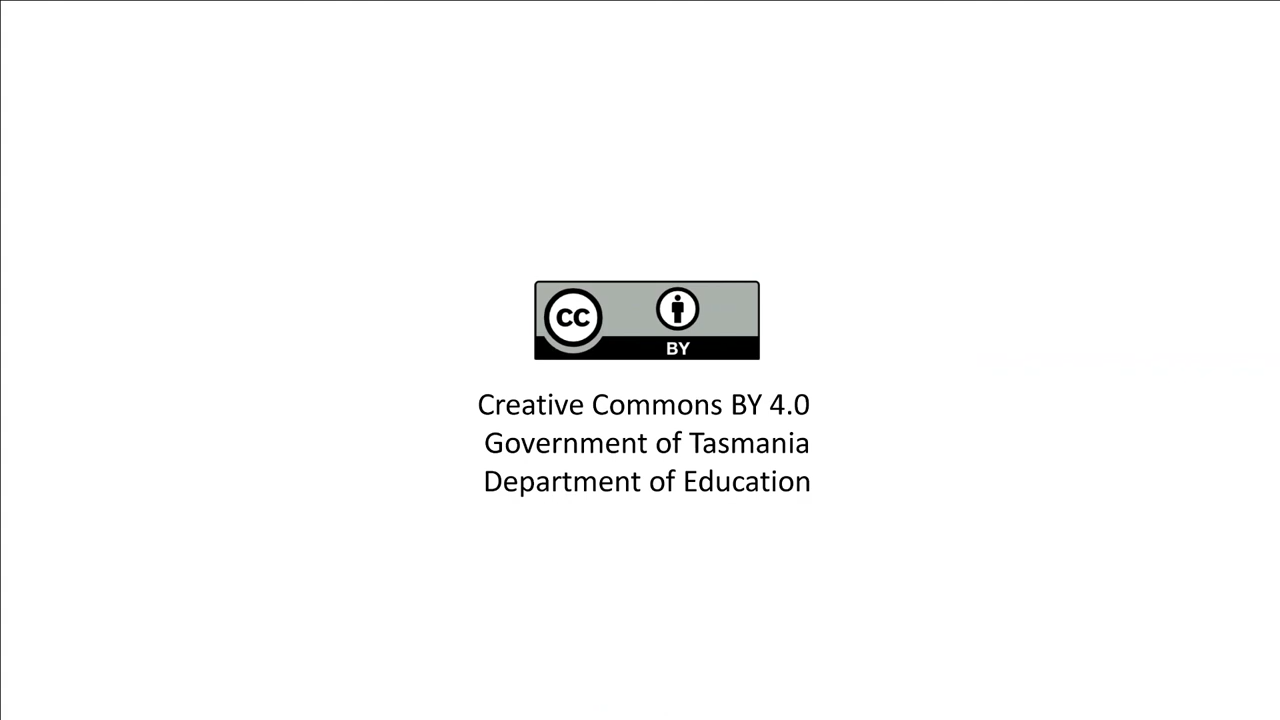 CC
BY
Creative Commons BY 4.0
Government of Tasmania
Department of Education